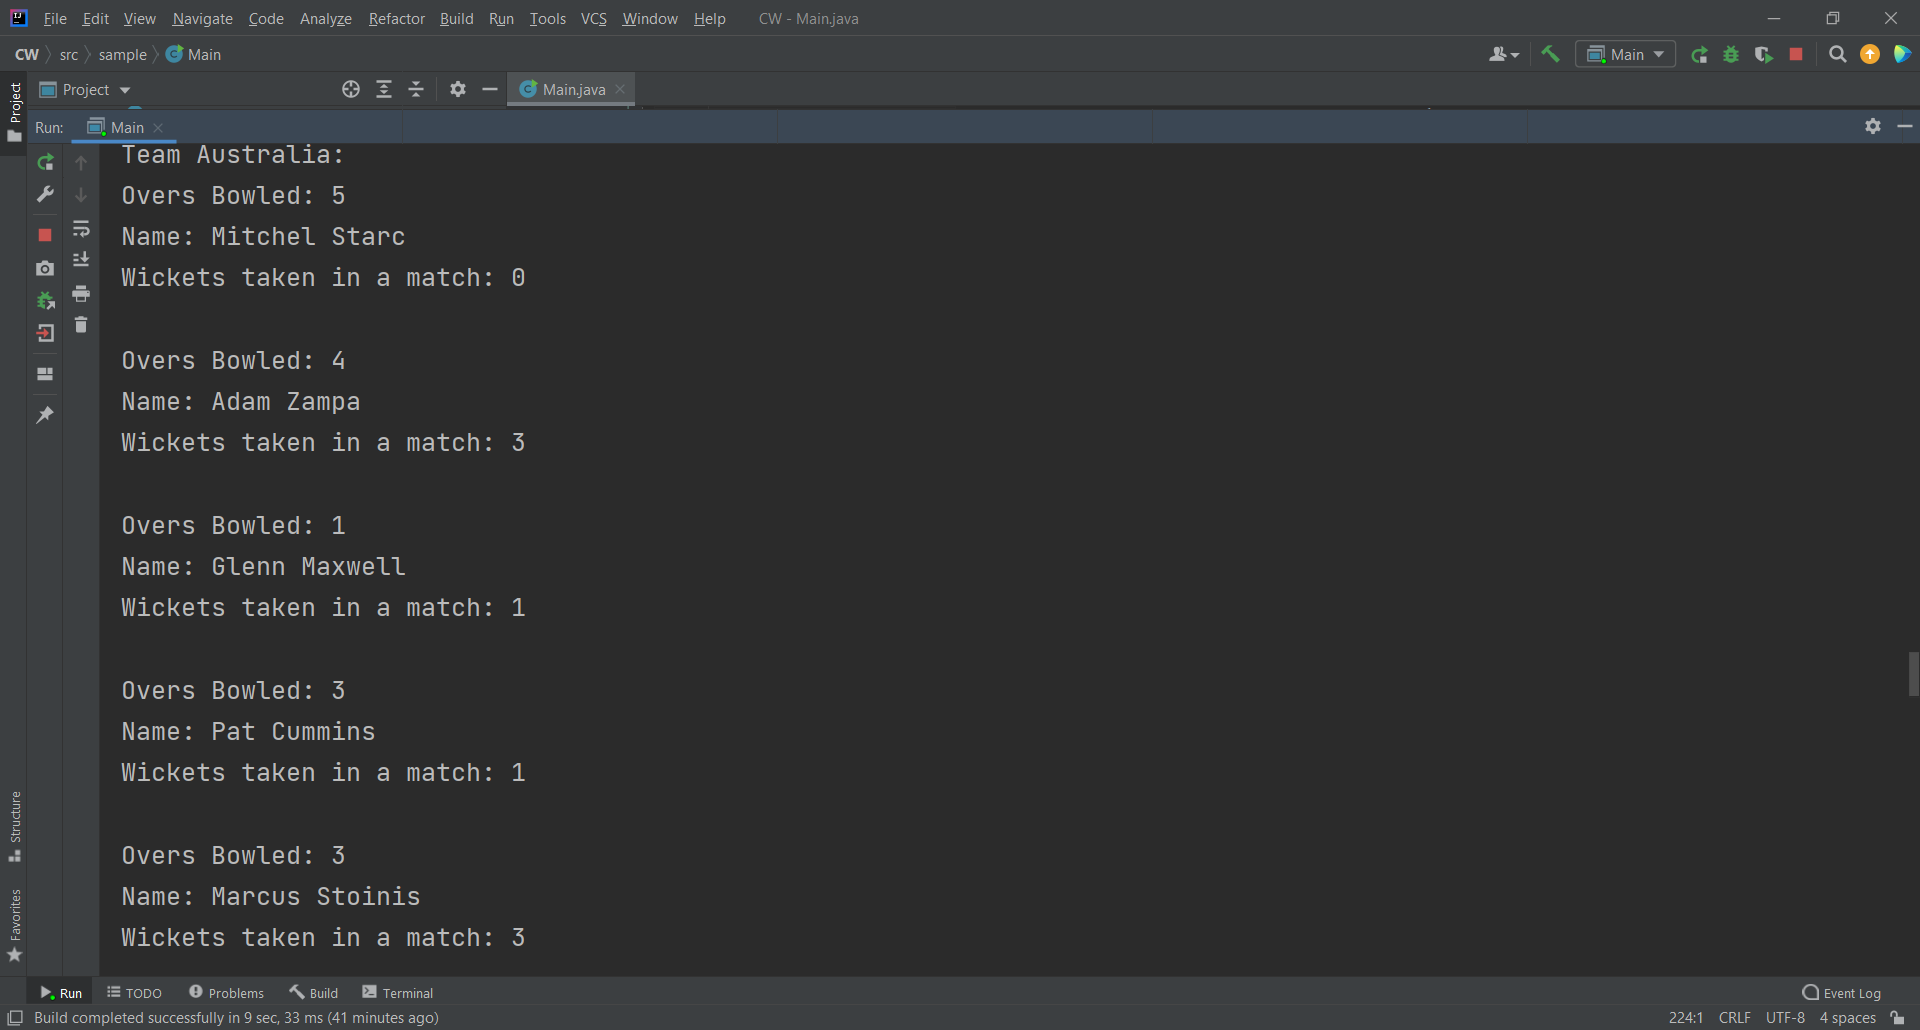 File Edit View Navigate Code Analyze Refactor Build Run Tools VCS Window Help CW - Main.java
CW src sample Main Main
Project Project Main.java
Run: Main
Team Australia:
Overs Bowled: 5
Name: Mitchel Starc
Wickets taken in a match: 0
Overs Bowled: 4
Name: Adam Zampa
Wickets taken in a match: 3
Overs Bowled: 1
Name: Glenn Maxwell
Wickets taken in a match: 1
Overs Bowled: 3
Name: Pat Cummins
Wickets taken in a match: 1
Structure
Overs Bowled: 3
Name: Marcus Stoinis
Favorites
Wickets taken in a match: 3
Run TODO Problems Build Terminal Event Log
Build completed successfully in 9 sec, 33 ms (41 minutes ago) 224:1 CRLF UTF-8 4 spaces